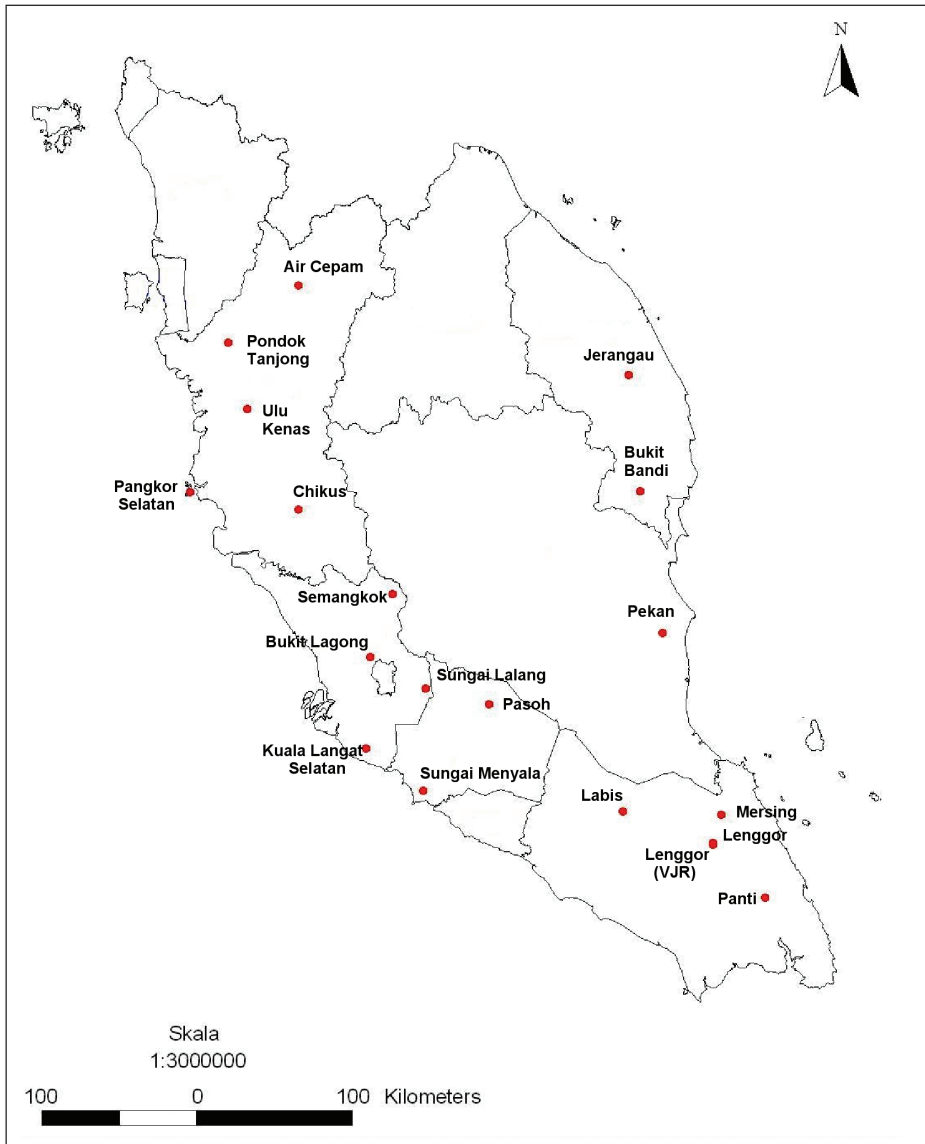 N
Air Cepam
Pondok
Tanjong
Jerangau
Ulu
Kenas
Bukit
Bandi
Pangkor
Selatan
Chikus
Semangkok
Pekan
Bukit Lagong
Sungai Lalang
Pasoh
Kuala Langat
Selatan
Sungai Menyala
Labis
Mersing
Lenggor
Lenggor
(VJR)
Panti
Skala
1:3000000
100 0 100 Kilometers